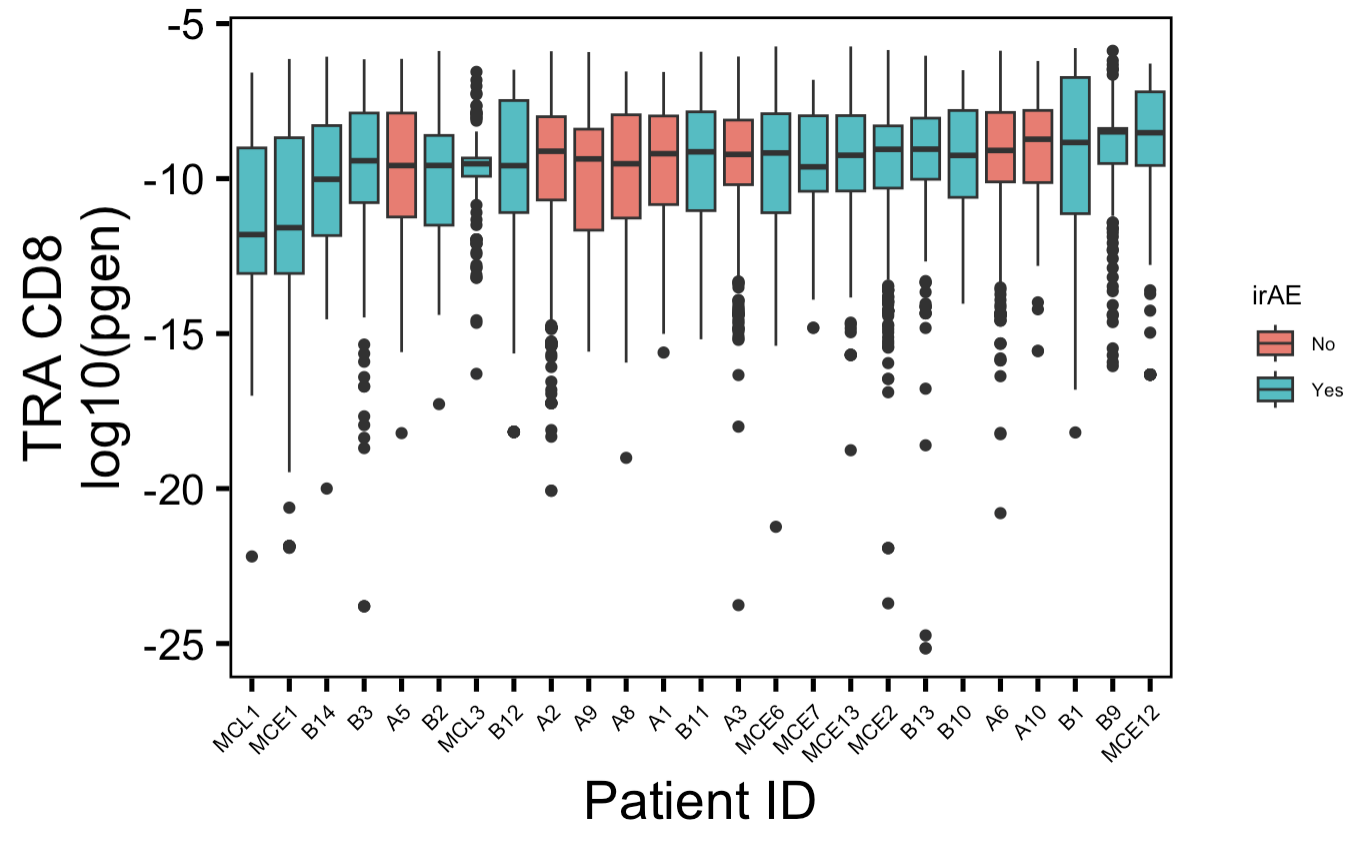 TRA CD8
log10(pgen)
-5
-10
-15
-20
-25
MCL1
MCE1
B14
B3
A5
B2
MCL3
B12
A2
A9
A8
A1
B11
A3
MCE6
MCE7
MCE13
MCE2
B13
B10
A6
A10
B1
B9
MCE12
Patient ID
irAE
No
Yes